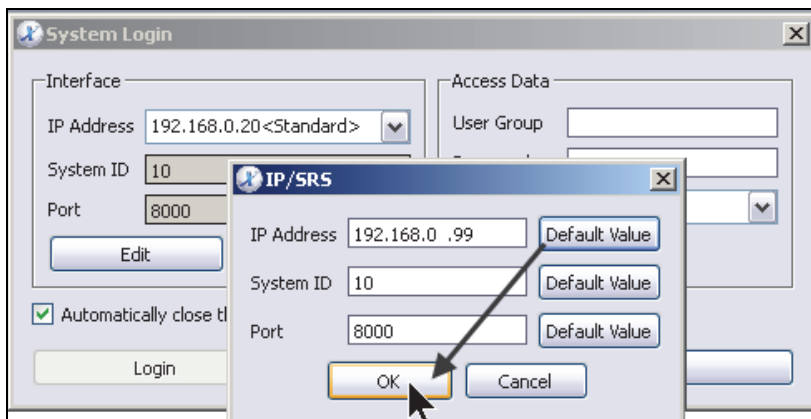 System Login
Interface
IP Address 192.168.0.20<Standard>
System ID 10
Port 8000
Edit
Automatically close t
Login
Access Data
User Group
IP/SRS
IP Address 192.168.0 .99 Default Value
System ID 10 Default Value
Port 8000 Default Value
OK Cancel